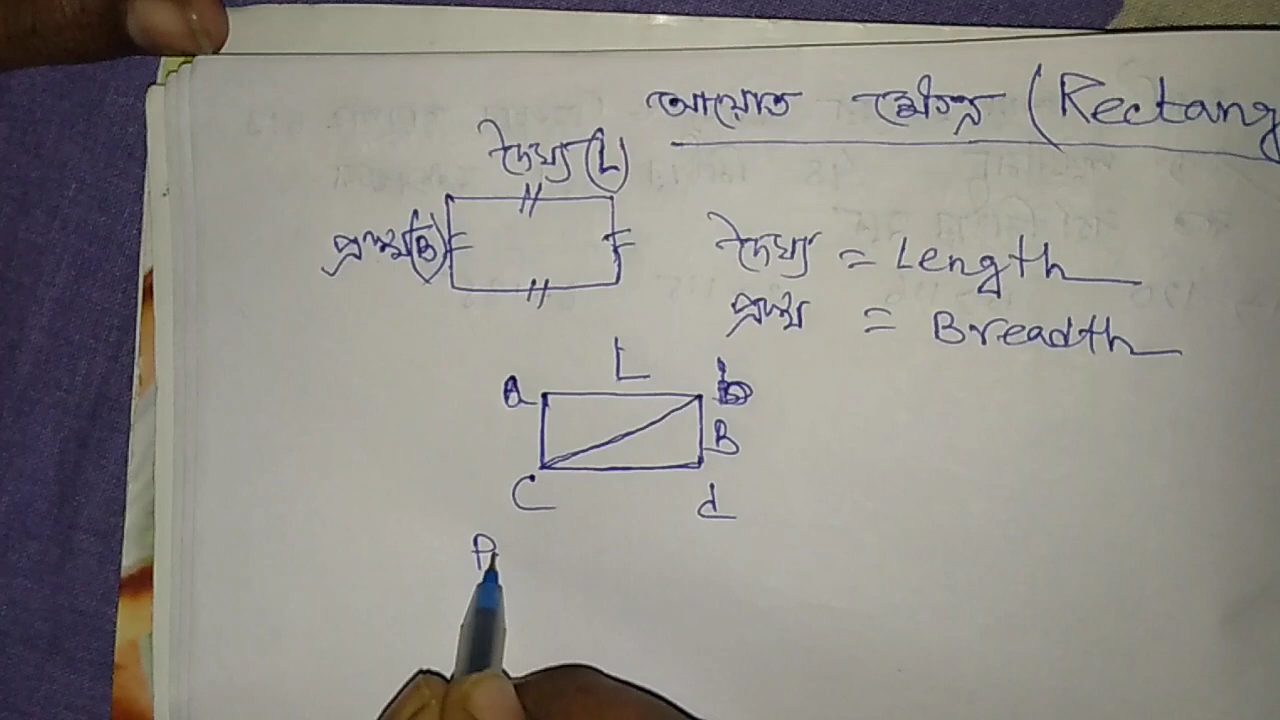 আয়োত ক্ষেত্র (Rectang
দৈর্ঘ্য (L)
প্রস্থ (B)
দৈর্ঘ্য = Length
প্রস্থ = Breadth
L
a b
B
C d
P